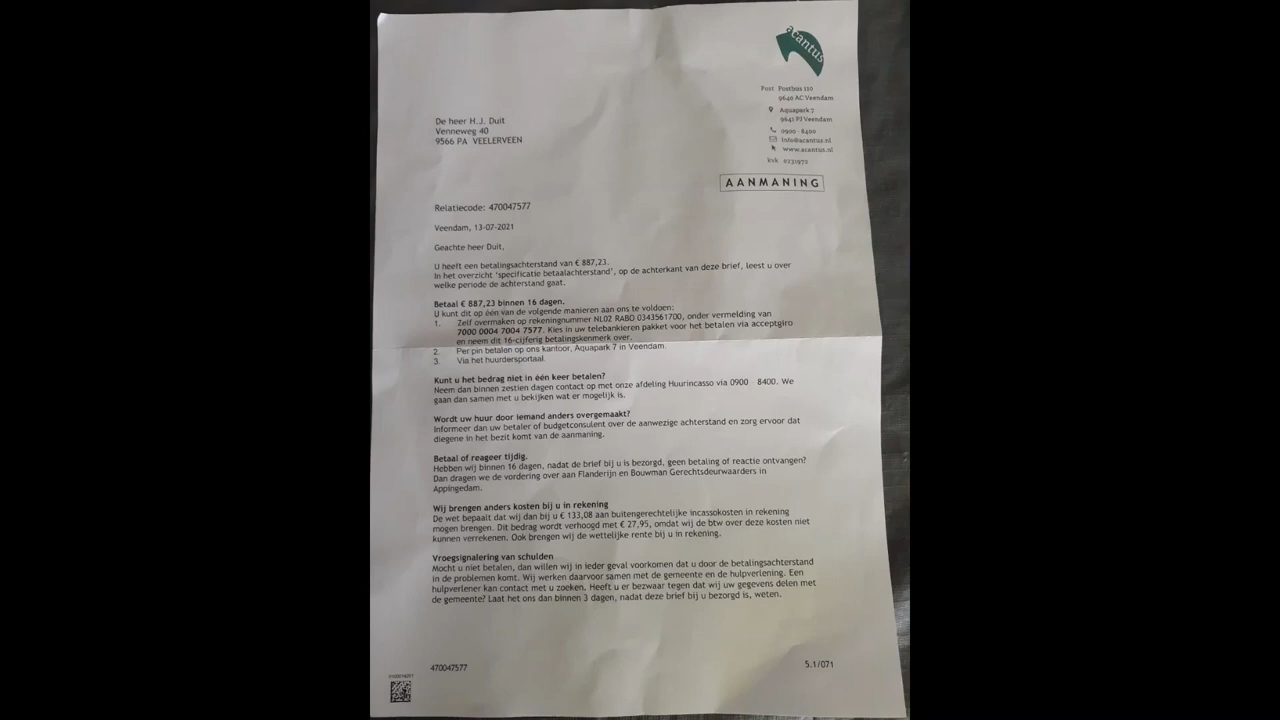 acantus
Post Postbus 110
9640 AC Veendam
Aquapark 7
9641 PJ Veendam
0900 - 8400
info@acantus.nl
www.acantus.nl
kvk 0231972
De heer H.J. Duit
Venneweg 40
9566 PA VEELERVEEN
AANMANING
Relatiecode: 470047577
Veendam, 13-07-2021
Geachte heer Duit,
U heeft een betalingsachterstand van € 887,23.
In het overzicht 'specificatie betaalachterstand', op de achterkant van deze brief, leest u over
welke periode de achterstand gaat.
Betaal € 887,23 binnen 16 dagen.
U kunt dit op één van de volgende manieren aan ons te voldoen:
1. Zelf overmaken op rekeningnummer NL02 RABO 0343561700, onder vermelding van
7000 0004 7004 7577. Kies in uw telebankieren pakket voor het betalen via acceptgiro
en neem dit 16-cijferig betalingskenmerk over.
2. Per pin betalen op ons kantoor, Aquapark 7 in Veendam.
3. Via het huurdersportaal.
Kunt u het bedrag niet in één keer betalen?
Neem dan binnen zestien dagen contact op met onze afdeling Huurincasso via 0900 - 8400. We
gaan dan samen met u bekijken wat er mogelijk is.
Wordt uw huur door iemand anders overgemaakt?
Informeer dan uw betaler of budgetconsulent over de aanwezige achterstand en zorg ervoor dat
diegene in het bezit komt van de aanmaning.
Betaal of reageer tijdig.
Hebben wij binnen 16 dagen, nadat de brief bij u is bezorgd, geen betaling of reactie ontvangen?
Dan dragen we de vordering over aan Flanderijn en Bouwman Gerechtsdeurwaarders in
Appingedam.
Wij brengen anders kosten bij u in rekening
De wet bepaalt dat wij dan bij u € 133,08 aan buitengerechtelijke incassokosten in rekening
mogen brengen. Dit bedrag wordt verhoogd met € 27,95, omdat wij de btw over deze kosten niet
kunnen verrekenen. Ook brengen wij de wettelijke rente bij u in rekening.
Vroegsignalering van schulden
Mocht u niet betalen, dan willen wij in ieder geval voorkomen dat u door de betalingsachterstand
in de problemen komt. Wij werken daarvoor samen met de gemeente en de hulpverlening. Een
hulpverlener kan contact met u zoeken. Heeft u er bezwaar tegen dat wij uw gegevens delen met
de gemeente? Laat het ons dan binnen 3 dagen, nadat deze brief bij u bezorgd is, weten.
470047577
5.1/071